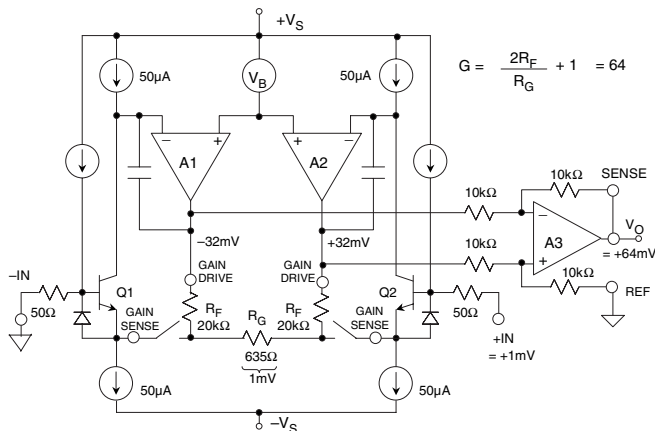 +VS
50µA
VB
50µA
G = 2RF / RG + 1 = 64
− +
+ −
A1
A2
−32mV
+32mV
10kΩ
10kΩ
SENSE
−
A3
+
VO
= +64mV
10kΩ
10kΩ
REF
−IN
50Ω
Q1
GAIN DRIVE
GAIN DRIVE
Q2
50Ω
+IN
= +1mV
GAIN SENSE
RF
20kΩ
RG
635Ω
1mV
RF
20kΩ
GAIN SENSE
50µA
50µA
−VS